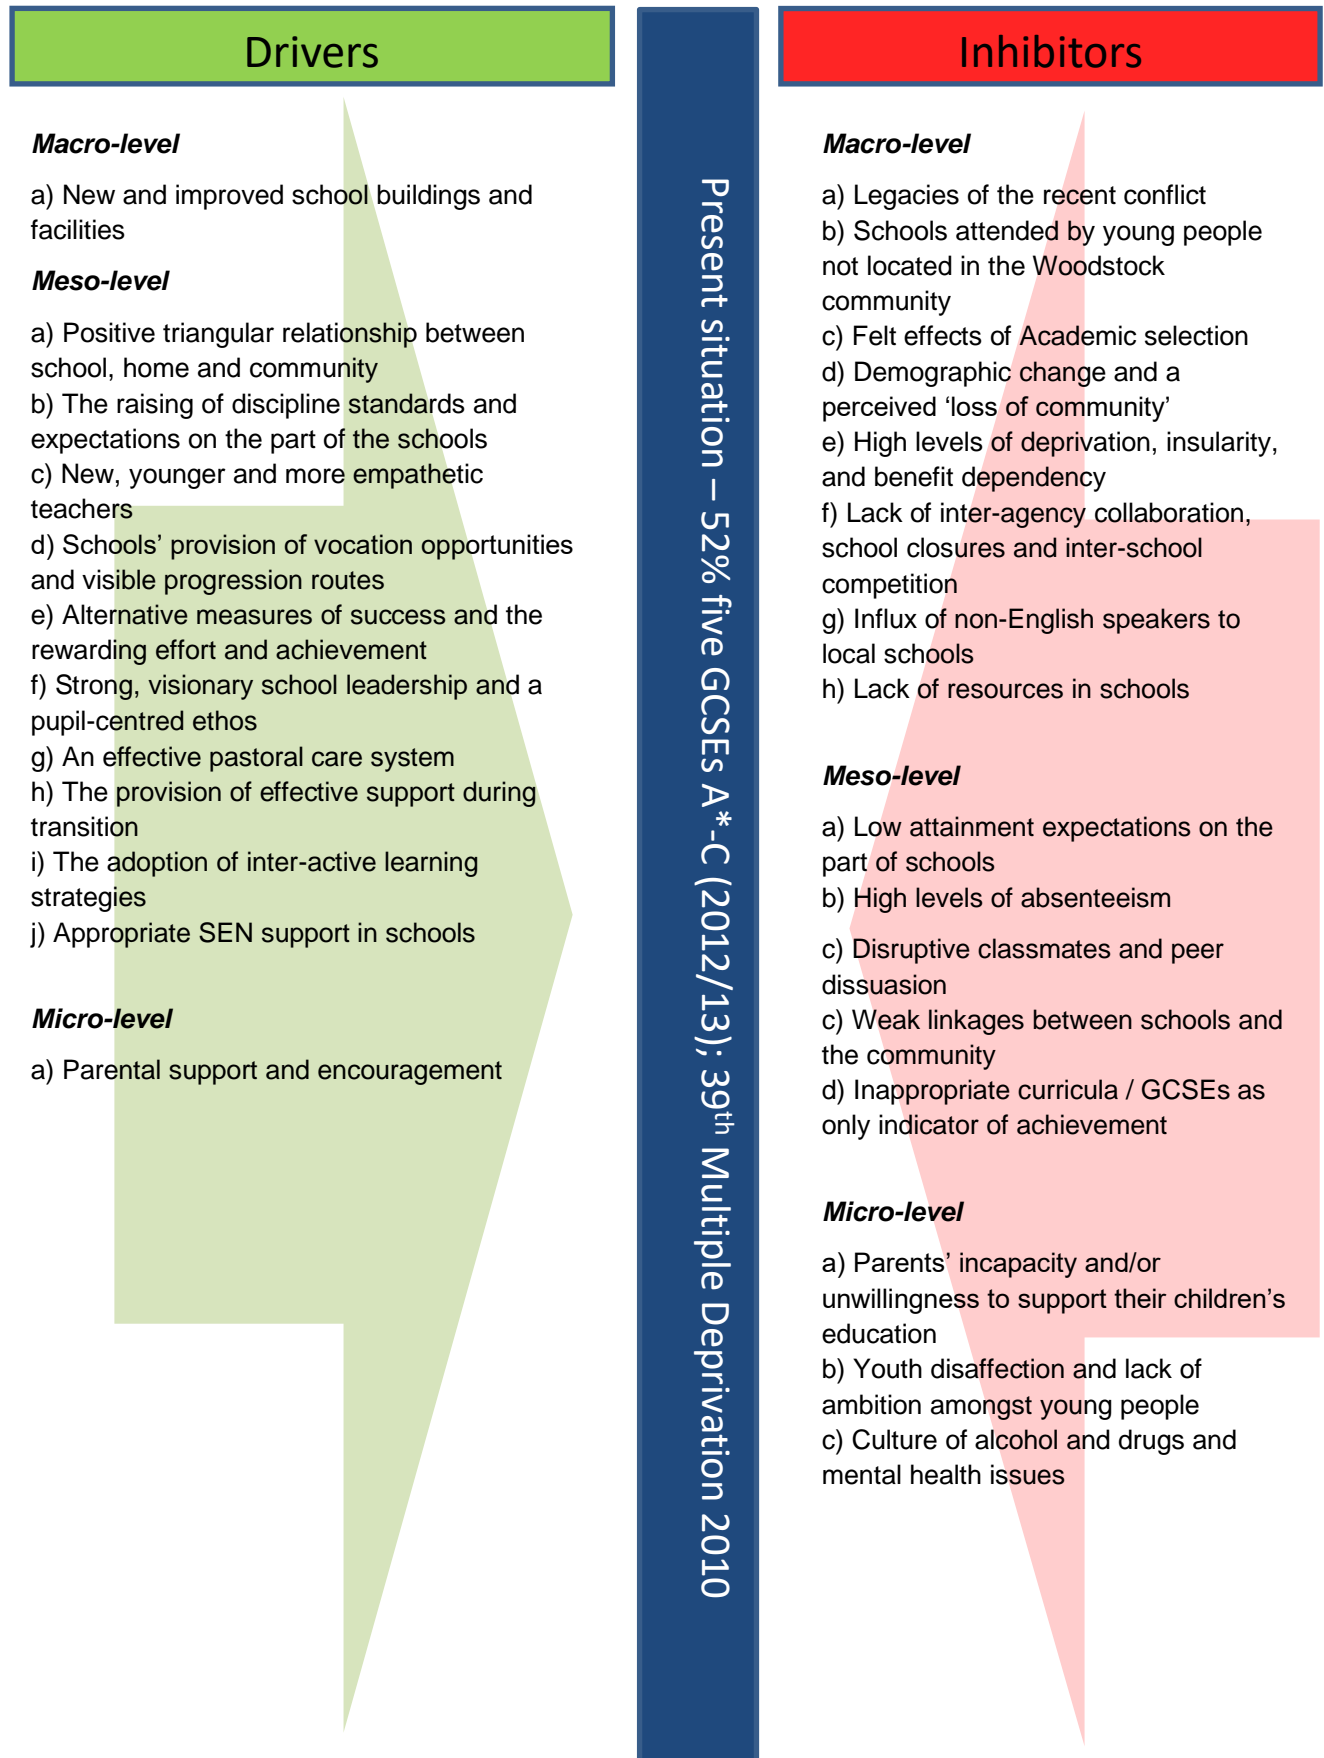 Drivers
Macro-level
a) New and improved school buildings and
facilities
Meso-level
a) Positive triangular relationship between
school, home and community
b) The raising of discipline standards and
expectations on the part of the schools
c) New, younger and more empathetic
teachers
d) Schools’ provision of vocation opportunities
and visible progression routes
e) Alternative measures of success and the
rewarding effort and achievement
f) Strong, visionary school leadership and a
pupil-centred ethos
g) An effective pastoral care system
h) The provision of effective support during
transition
i) The adoption of inter-active learning
strategies
j) Appropriate SEN support in schools
Micro-level
a) Parental support and encouragement
Present situation – 52% five GCSEs A*-C (2012/13); 39th Multiple Deprivation 2010
Inhibitors
Macro-level
a) Legacies of the recent conflict
b) Schools attended by young people
not located in the Woodstock
community
c) Felt effects of Academic selection
d) Demographic change and a
perceived ‘loss of community’
e) High levels of deprivation, insularity,
and benefit dependency
f) Lack of inter-agency collaboration,
school closures and inter-school
competition
g) Influx of non-English speakers to
local schools
h) Lack of resources in schools
Meso-level
a) Low attainment expectations on the
part of schools
b) High levels of absenteeism
c) Disruptive classmates and peer
dissuasion
c) Weak linkages between schools and
the community
d) Inappropriate curricula / GCSEs as
only indicator of achievement
Micro-level
a) Parents’ incapacity and/or
unwillingness to support their children’s
education
b) Youth disaffection and lack of
ambition amongst young people
c) Culture of alcohol and drugs and
mental health issues